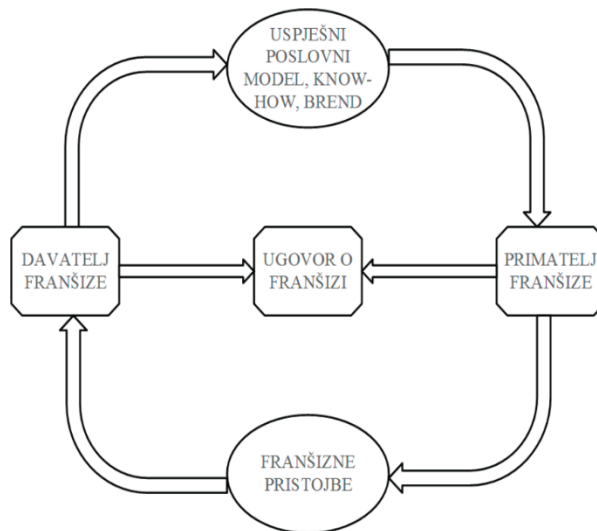 USPJEŠNI
POSLOVNI
MODEL, KNOW-
HOW, BREND
DAVATELJ
FRANŠIZE
UGOVOR O
FRANŠIZI
PRIMATELJ
FRANŠIZE
FRANŠIZNE
PRISTOJBE